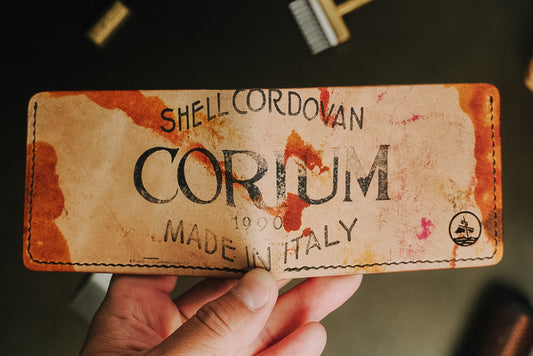 SHELL CORDOVAN
CORIUM
1990
MADE IN ITALY